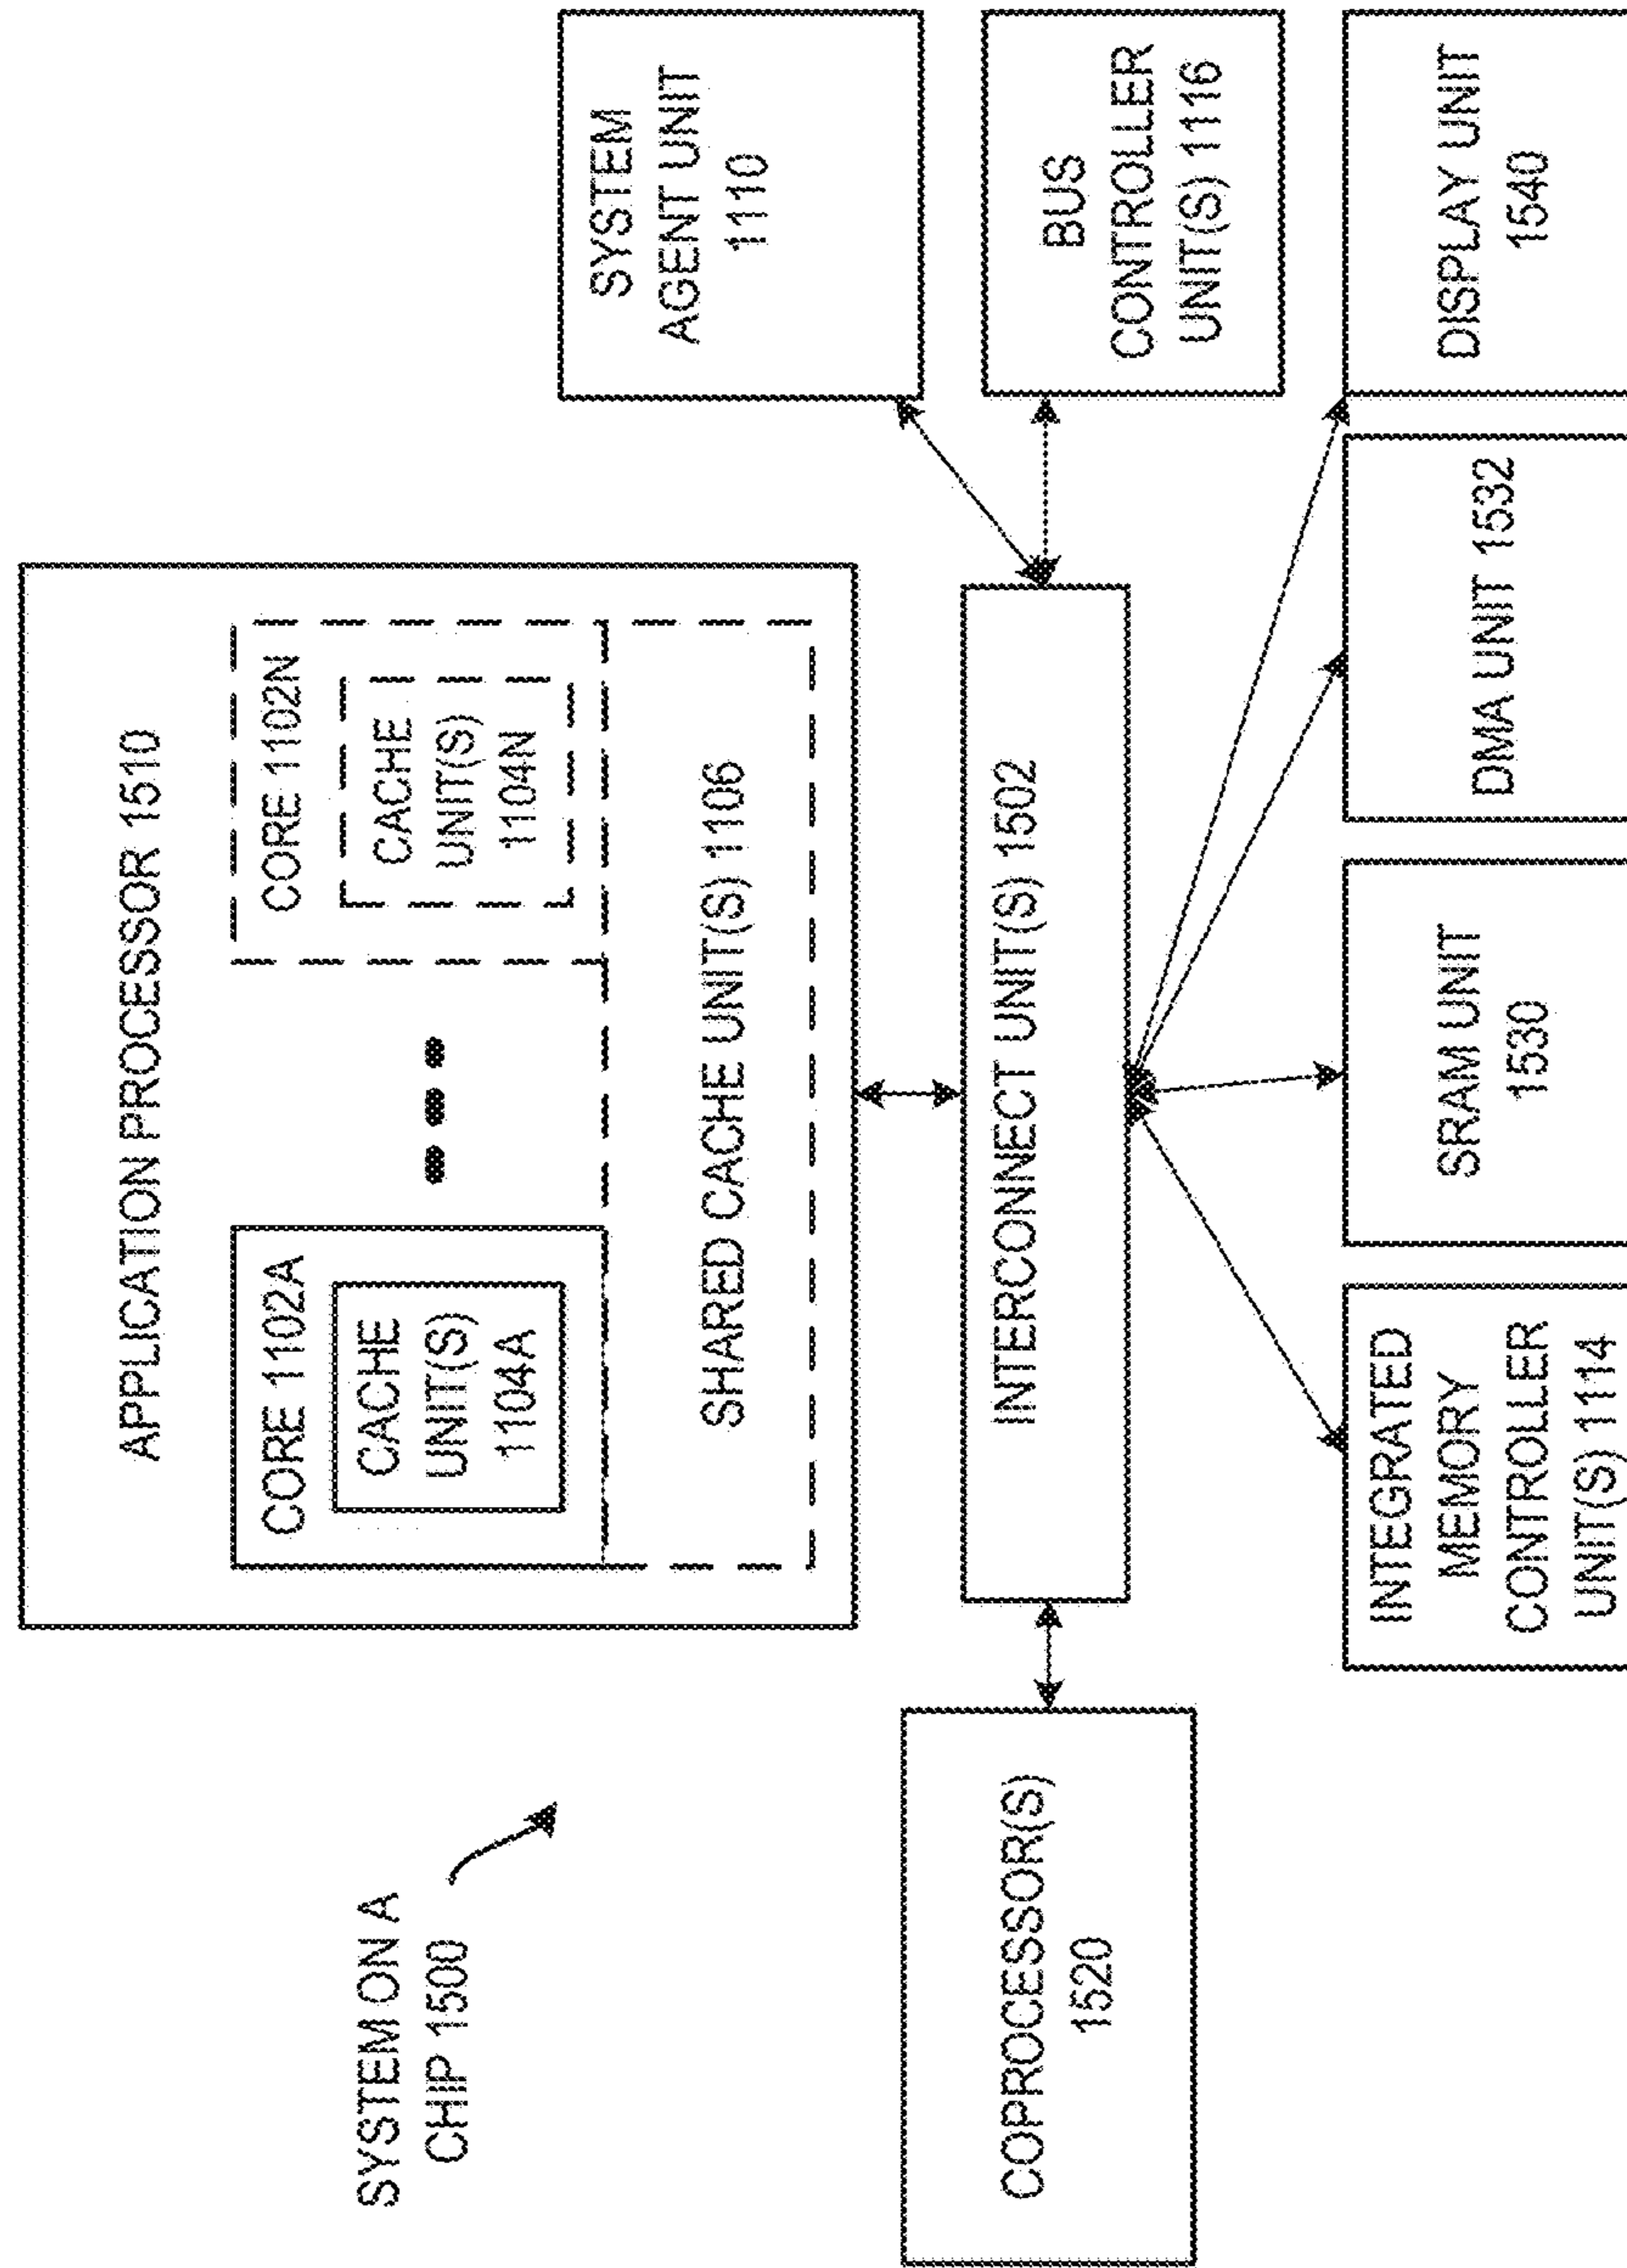 SYSTEM ON A
CHIP 1500
APPLICATION PROCESSOR 1510
CORE 1102A
CACHE
UNIT(S)
1104A
CORE 1102N
CACHE
UNIT(S)
1104N
SHARED CACHE UNIT(S) 1106
SYSTEM
AGENT UNIT
1110
COPROCESSOR(S)
1520
INTERCONNECT UNIT(S) 1502
BUS
CONTROLLER
UNIT(S) 1116
INTEGRATED
MEMORY
CONTROLLER
UNIT(S) 1114
SRAM UNIT
1530
DMA UNIT 1532
DISPLAY UNIT
1540